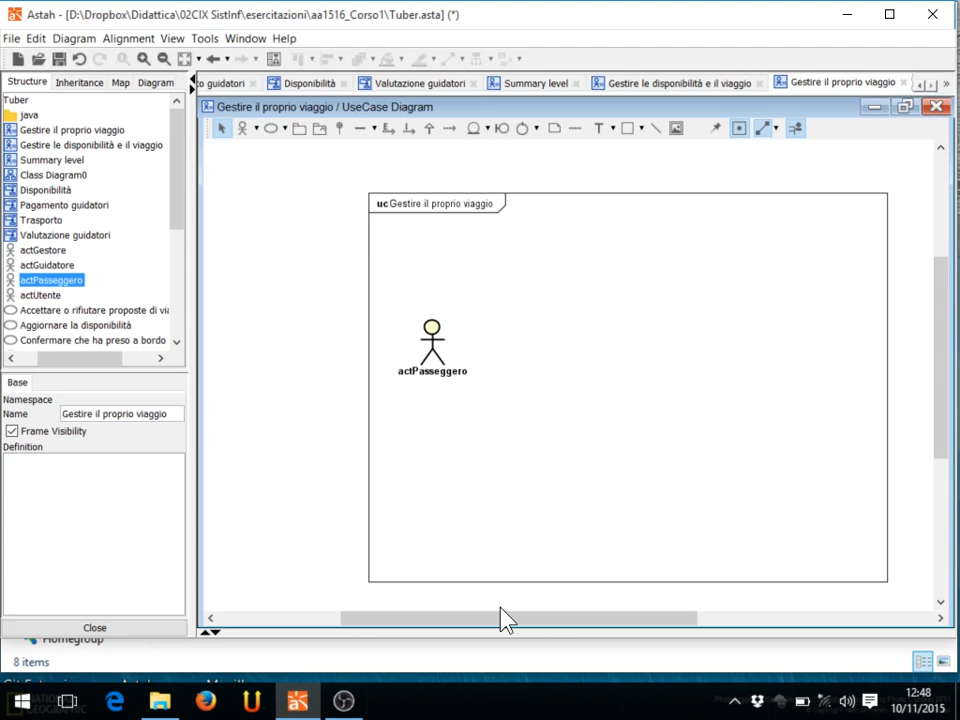 Astah - [D:\Dropbox\Didattica\02CIX SistInf\esercitazioni\aa1516_Corso1\Tuber.asta] (*)
File Edit Diagram Alignment View Tools Window Help
Structure Inheritance Map Diagram
to guidatori Disponibilità Valutazione guidatori Summary level Gestire le disponibilità e il viaggio Gestire il proprio viaggio
Gestire il proprio viaggio / UseCase Diagram
Tuber
java
Gestire il proprio viaggio
Gestire le disponibilità e il viaggio
Summary level
Class Diagram0
Disponibilità
Pagamento guidatori
Trasporto
Valutazione guidatori
actGestore
actGuidatore
actPasseggero
actUtente
Accettare o rifiutare proposte di via
Aggiornare la disponibilità
Confermare che ha preso a bordo
T
uc Gestire il proprio viaggio
actPasseggero
Base
Namespace
Name Gestire il proprio viaggio
Frame Visibility
Definition
Close
Homegroup
8 items
12:48
10/11/2015